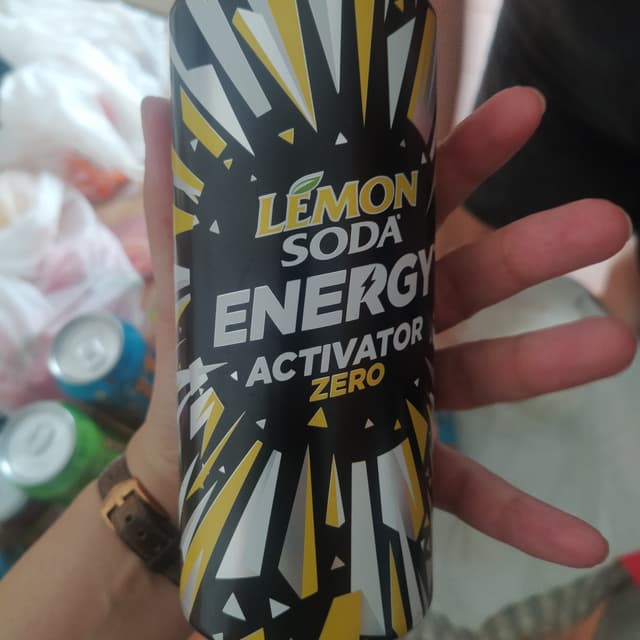 LEMON
SODA
ENERGY
ACTIVATOR
ZERO